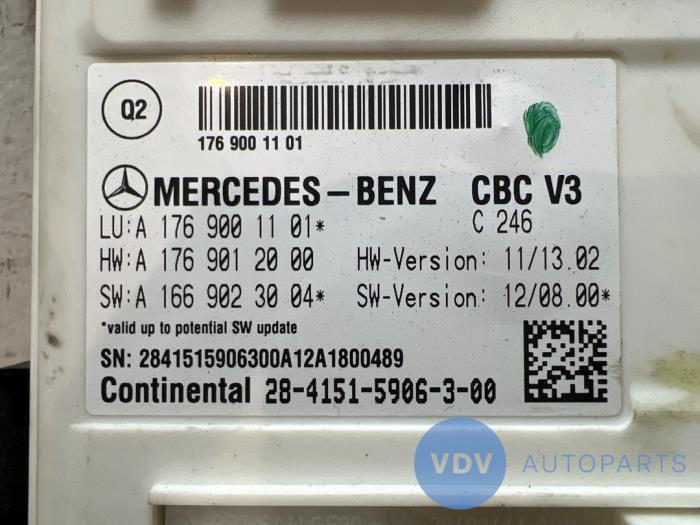 Q2
176 900 11 01
MERCEDES-BENZ CBC V3
LU:A 176 900 11 01* C 246
HW:A 176 901 20 00 HW-Version: 11/13.02
SW:A 166 902 30 04* SW-Version: 12/08.00*
*valid up to potential SW update
SN: 2841515906300A12A1800489
Continental 28-4151-5906-3-00
VDV AUTOPARTS